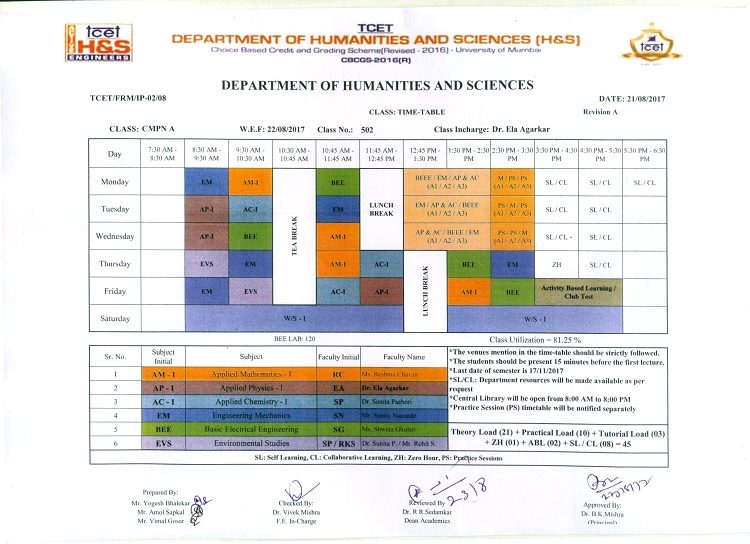 tcet
H&S
ENGINEERS
TCET
DEPARTMENT OF HUMANITIES AND SCIENCES [H&S]
Choice Based Credit and Grading Scheme(Revised - 2016) - University of Mumbai
CBCGS-2016(R)
tcet
DEPARTMENT OF HUMANITIES AND SCIENCES
TCET/FRM/IP-02/08
DATE: 21/08/2017
CLASS: TIME-TABLE
Revision A
CLASS: CMPN A W.E.F: 22/08/2017 Class No.: 502 Class Incharge: Dr. Ela Agarkar
Day 7:30 AM - 8:30 AM 8:30 AM - 9:30 AM 9:30 AM - 10:30 AM 10:30 AM - 10:45 AM 10:45 AM - 11:45 AM 11:45 AM - 12:45 PM 12:45 PM - 1:30 PM 1:30 PM - 2:30 PM 2:30 PM - 3:30 PM 3:30 PM - 4:30 PM 4:30 PM - 5:30 PM 5:30 PM - 6:30 PM
Monday EM AM-I TEA BREAK BEE LUNCH BREAK BEEE / EM / AP & AC (A1 / A2 / A3) M / PS / PS (A1 / A2 / A3) SL / CL SL / CL SL / CL
Tuesday AP-I AC-I EM EM / AP & AC / BEEE (A1 / A2 / A3) PS / M / PS (A1 / A2 / A3) SL / CL SL / CL
Wednesday AP-I BEE AM-I AP & AC / BEEE / EM (A1 / A2 / A3) PS / PS / M (A1 / A2 / A3) SL / CL - SL / CL
Thursday EVS EM AM-I AC-I LUNCH BREAK BEE EM ZH SL / CL
Friday EM EVS AC-I AP-I AM-I BEE Activity Based Learning / Club Test
Saturday W/S - I W/S - I
BEE LAB: 120 Class Utilization = 81.25 %
Sr. No. Subject Initial Subject Faculty Initial Faculty Name
1 AM - 1 Applied Mathematics - I RC Ms. Reshma Chavan
2 AP - 1 Applied Physics - I EA Dr. Ela Agarkar
3 AC - I Applied Chemistry - I SP Dr. Sunita Pachori
4 EM Engineering Mechanics SN Mr. Sanjay
5 BEE Basic Electrical Engineering SG Ms. Shweta
6 EVS Environmental Studies SP / RKS Dr. Sunita P. / Mr. Rohit S.
*The venues mention in the time-table should be strictly followed.
*The students should be present 15 minutes before the first lecture.
*Last date of semester is 17/11/2017
*SL/CL: Department resources will be made available as per
request
*Central Library will be open from 8:00 AM to 8:00 PM
*Practice Session (PS) timetable will be notified separately
Theory Load (21) + Practical Load (10) + Tutorial Load (03)
+ ZH (01) + ABL (02) + SL / CL (08) = 45
SL: Self Learning, CL: Collaborative Learning, ZH: Zero Hour, PS: Practice Sessions
Prepared By:
Mr. Yogesh Bhalekar
Mr. Amol Sapkal
Mr. Vimal Gosar
Checked By:
Dr. Vivek Mishra
F.E. In-Charge
Reviewed By
Dr. R R.Sedamkar
Dean Academics
Approved By:
Dr. B.K.Mishra
(Principal)